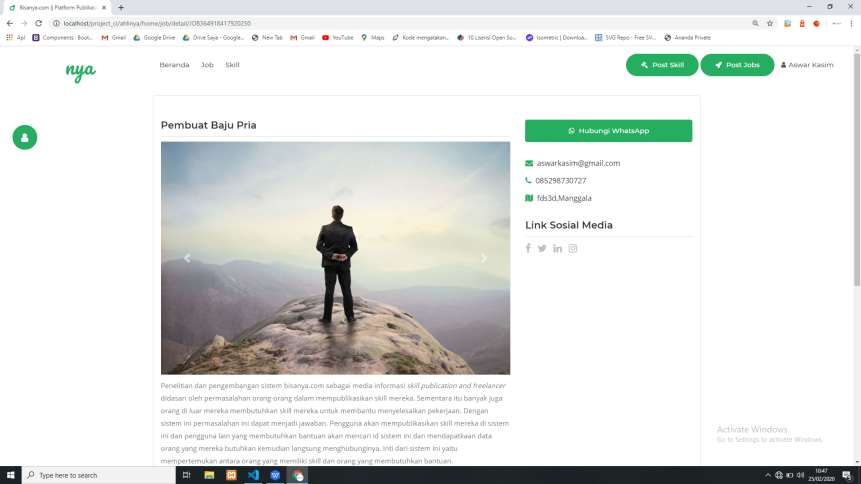 Bisanya.com || Platform Publikas
localhost/project_ci/ahlinya/home/job/detail/JOB364918417920250
Apl
Components · Boot...
Gmail
Google Drive
Drive Saya - Google...
New Tab
Gmail
YouTube
Maps
Kode mengatakan...
10 Lisensi Open So...
Isometric | Downloa...
SVG Repo - Free SV...
Ananda Private
nya
Beranda Job Skill
Post Skill
Post Jobs
Aswar Kasim
Pembuat Baju Pria
Hubungi WhatsApp
aswarkasim@gmail.com
085298730727
fds3d,Manggala
Link Sosial Media
Penelitian dan pengembangan sistem bisanya.com sebagai media informasi skill publication and freelancer
didasari oleh permasalahan orang-orang dalam mempublikasikan skill mereka. Sementara itu banyak juga
orang di luar mereka membutuhkan skill mereka untuk membantu menyelesaikan pekerjaan. Dengan
sistem ini permasalahan ini dapat menjadi jawaban. Pengguna akan mempublikasikan skill mereka di sistem
ini dan pengguna lain yang membutuhkan bantuan akan mencari id sistem ini dan mendapatkaan data
orang yang mereka butuhkan kemudian langsung menghubunginya. Inti dari sistem ini yaitu
mempertemukan antara orang yang memiliki skill dan orang yang membutuhkan bantuan.
Activate Windows
Go to Settings to activate Windows.
Type here to search
10:47
25/02/2020